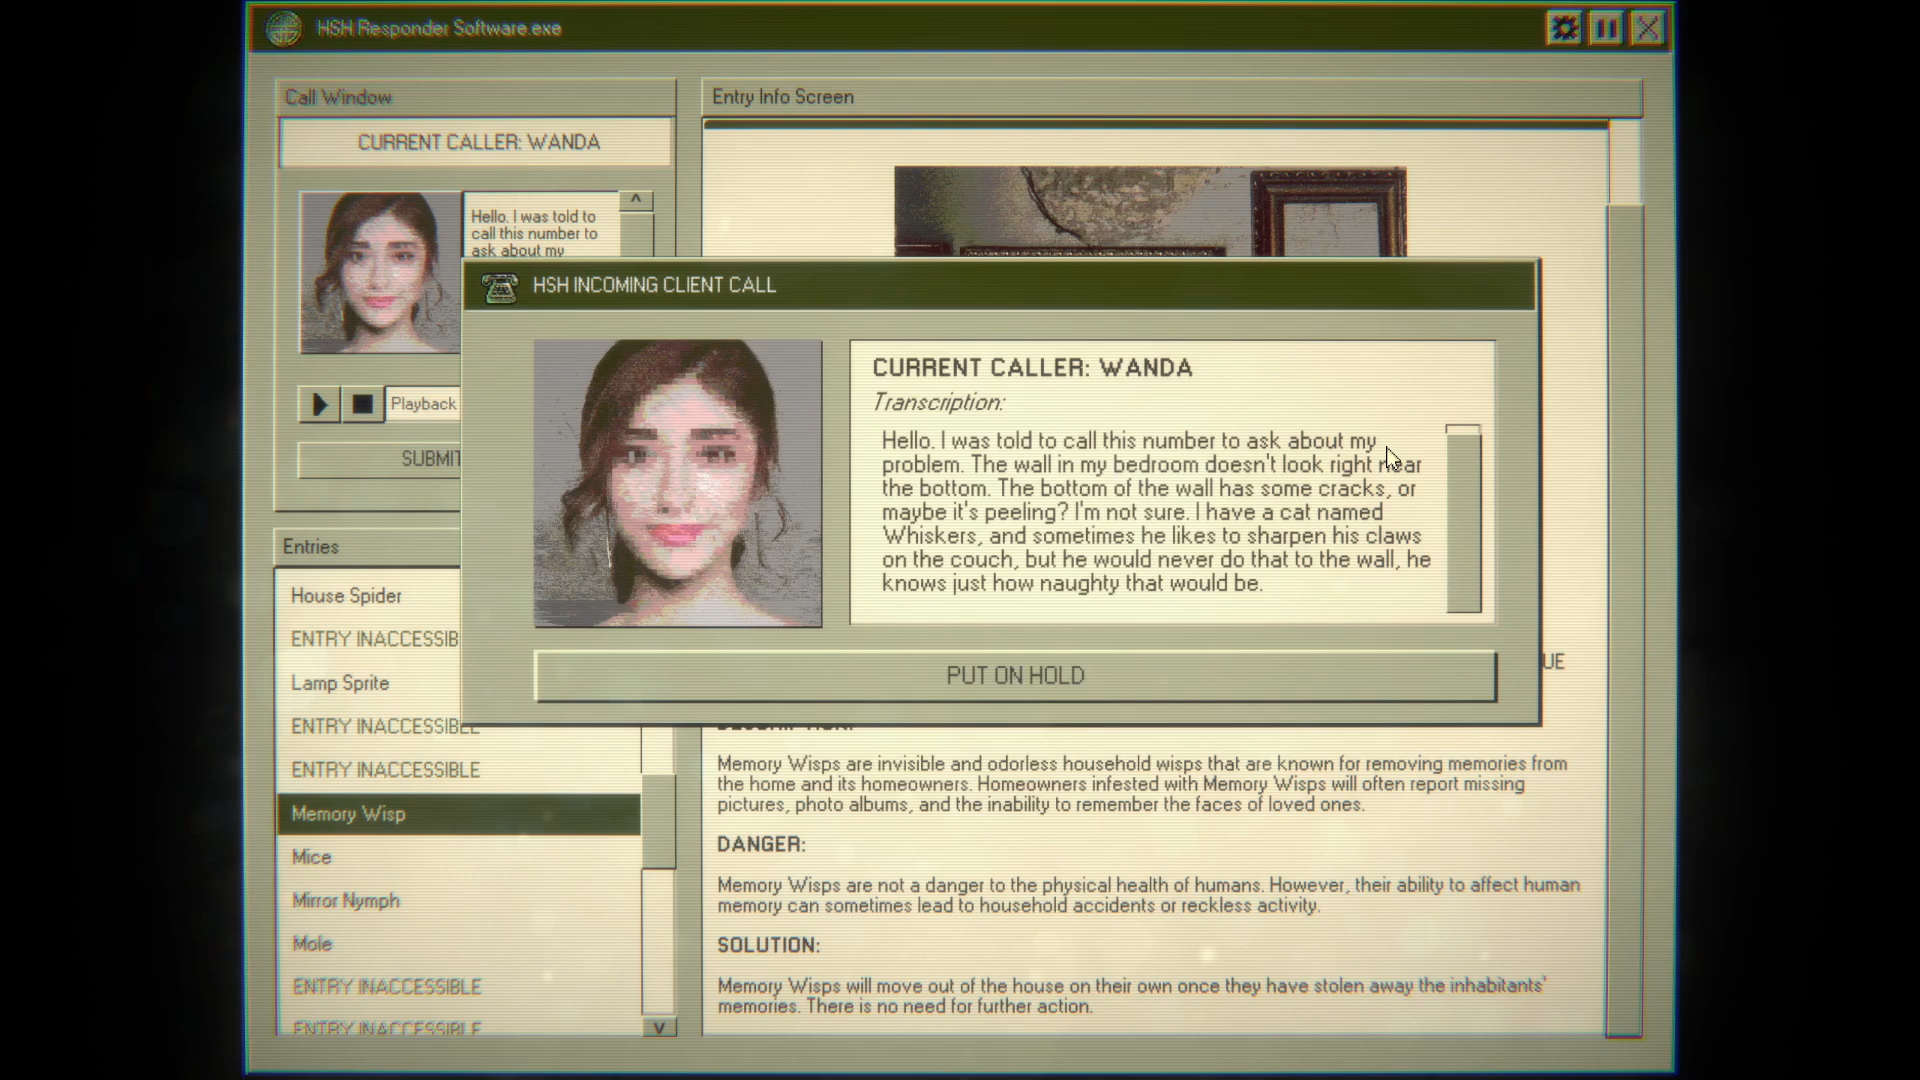 HSH Responder Software.exe
Call Window
CURRENT CALLER: WANDA
Hello. I was told to
call this number to
ask about my
Playback
SUBMIT
Entries
House Spider
ENTRY INACCESSIB
Lamp Sprite
ENTRY INACCESSIBLE
ENTRY INACCESSIBLE
Memory Wisp
Mice
Mirror Nymph
Mole
ENTRY INACCESSIBLE
ENTRY INACCESSIBLE
Entry Info Screen
HSH INCOMING CLIENT CALL
CURRENT CALLER: WANDA
Transcription:
Hello. I was told to call this number to ask about my
problem. The wall in my bedroom doesn't look right near
the bottom. The bottom of the wall has some cracks, or
maybe it's peeling? I'm not sure. I have a cat named
Whiskers, and sometimes he likes to sharpen his claws
on the couch, but he would never do that to the wall, he
knows just how naughty that would be.
PUT ON HOLD
UE
DESCRIPTION:
Memory Wisps are invisible and odorless household wisps that are known for removing memories from
the home and its homeowners. Homeowners infested with Memory Wisps will often report missing
pictures, photo albums, and the inability to remember the faces of loved ones.
DANGER:
Memory Wisps are not a danger to the physical health of humans. However, their ability to affect human
memory can sometimes lead to household accidents or reckless activity.
SOLUTION:
Memory Wisps will move out of the house on their own once they have stolen away the inhabitants'
memories. There is no need for further action.